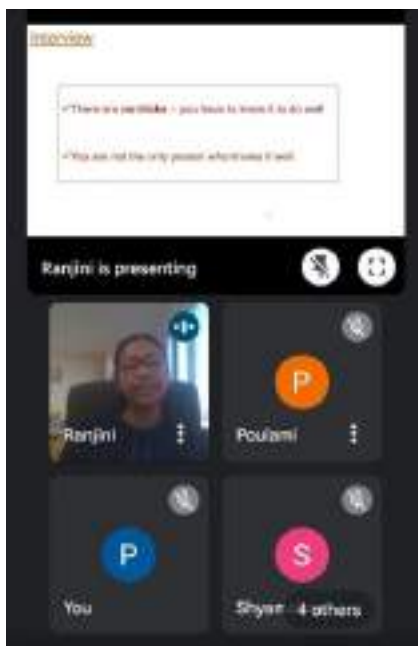 Interview
✓There are no tricks – you have to know it to do well
✓You are not the only person who knows it well
Ranjini is presenting
Ranjini
Poulami
P
P
S
You
Shyam
4 others